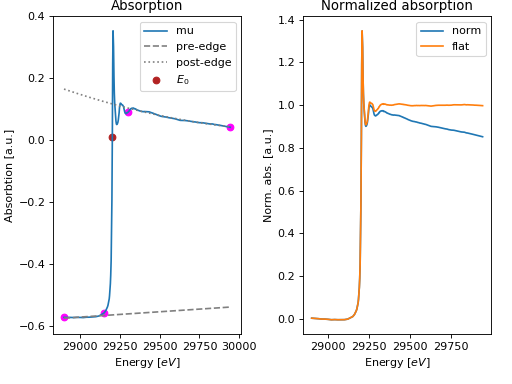 Absorption
Normalized absorption
mu
pre-edge
post-edge
E0
norm
flat
0.4
0.2
0.0
−0.2
−0.4
−0.6
1.4
1.2
1.0
0.8
0.6
0.4
0.2
0.0
Absorbtion [a.u.]
Norm. abs. [a.u.]
29000 29250 29500 29750 30000
29000 29250 29500 29750
Energy [eV]
Energy [eV]